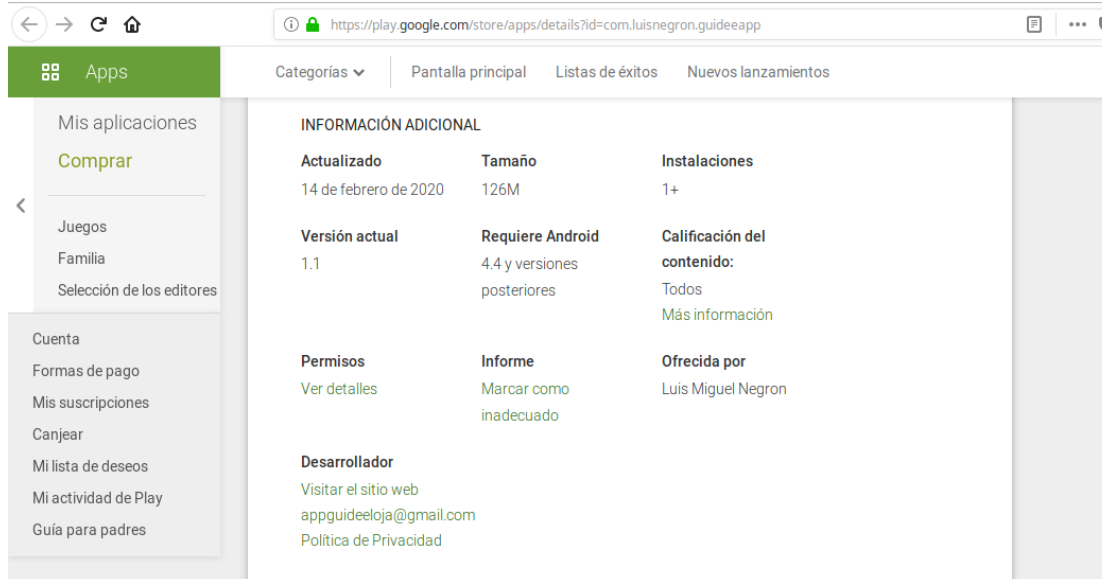 https://play.google.com/store/apps/details?id=com.luisnegron.guideeapp
Apps
Categorías
Pantalla principal
Listas de éxitos
Nuevos lanzamientos
Mis aplicaciones
Comprar
Juegos
Familia
Selección de los editores
Cuenta
Formas de pago
Mis suscripciones
Canjear
Mi lista de deseos
Mi actividad de Play
Guía para padres
INFORMACIÓN ADICIONAL
Actualizado
14 de febrero de 2020
Tamaño
126M
Instalaciones
1+
Versión actual
1.1
Requiere Android
4.4 y versiones
posteriores
Calificación del
contenido:
Todos
Más información
Permisos
Ver detalles
Informe
Marcar como
inadecuado
Ofrecida por
Luis Miguel Negron
Desarrollador
Visitar el sitio web
appguideeloja@gmail.com
Política de Privacidad